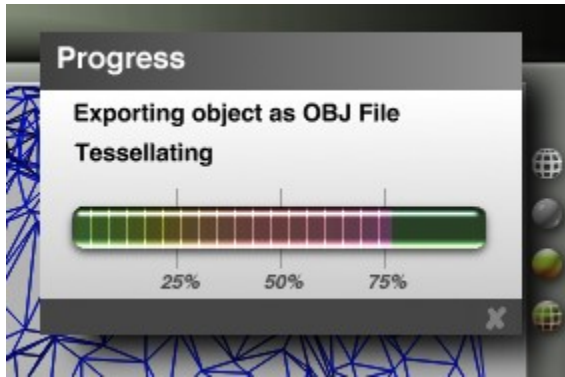 Progress
Exporting object as OBJ File
Tessellating
25% 50% 75%